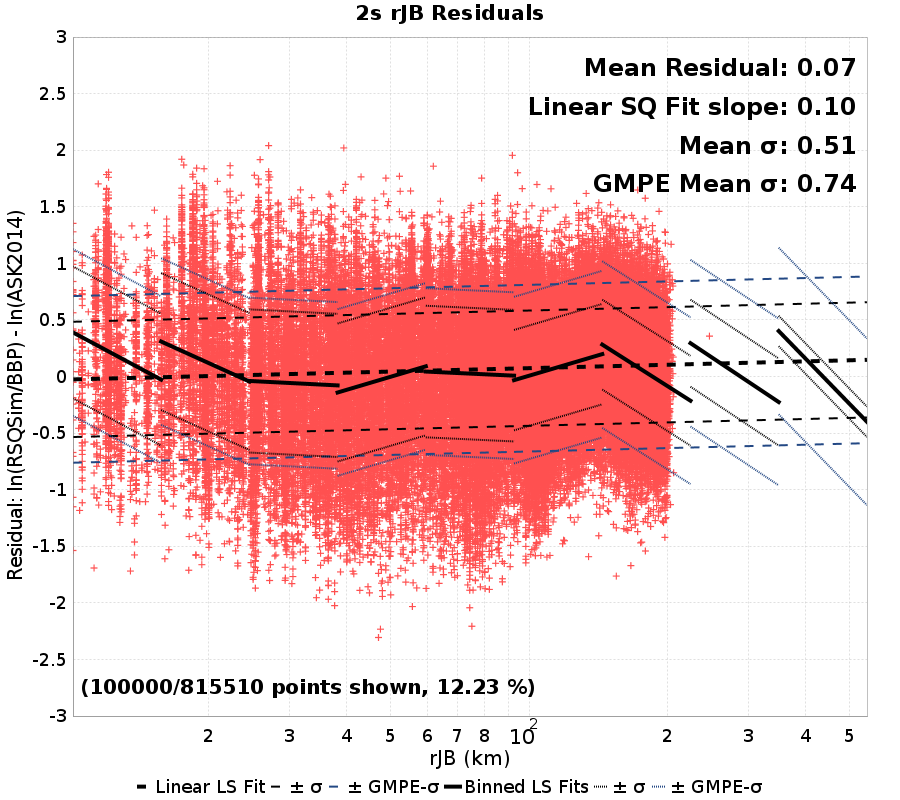 2s rJB Residuals
Mean Residual: 0.07
Linear SQ Fit slope: 0.10
Mean σ: 0.51
GMPE Mean σ: 0.74
Residual: ln(RSQSim/BBP) - ln(ASK2014)
3
2.5
2
1.5
1
0.5
0
-0.5
-1
-1.5
-2
-2.5
-3
(100000/815510 points shown, 12.23 %)
2 3 4 5 6 7 8 10² 2 3 4 5
rJB (km)
Linear LS Fit ± σ ± GMPE-σ Binned LS Fits ± σ ± GMPE-σ